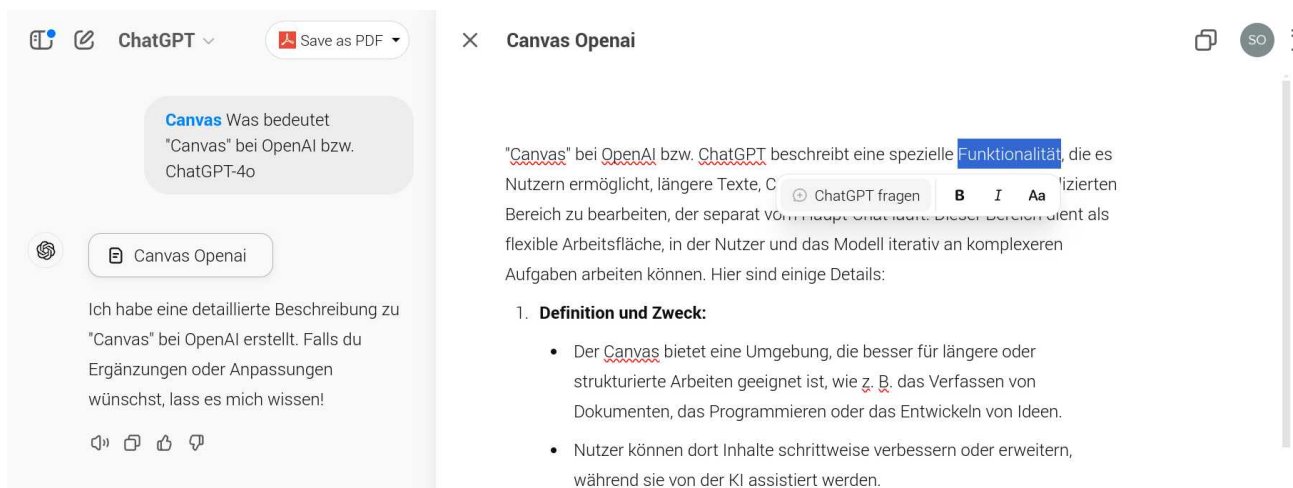 ChatGPT
Save as PDF
Canvas Was bedeutet
"Canvas" bei OpenAI bzw.
ChatGPT-4o
Canvas Openai
Ich habe eine detaillierte Beschreibung zu
"Canvas" bei OpenAI erstellt. Falls du
Ergänzungen oder Anpassungen
wünschst, lass es mich wissen!
Canvas Openai
SO
"Canvas" bei OpenAI bzw. ChatGPT beschreibt eine spezielle Funktionalität, die es
Nutzern ermöglicht, längere Texte, C lizierten
ChatGPT fragen B I Aa
Bereich zu bearbeiten, der separat vom Haupt-Chat läuft. Dieser Bereich dient als
flexible Arbeitsfläche, in der Nutzer und das Modell iterativ an komplexeren
Aufgaben arbeiten können. Hier sind einige Details:
1. Definition und Zweck:
• Der Canvas bietet eine Umgebung, die besser für längere oder
strukturierte Arbeiten geeignet ist, wie z. B. das Verfassen von
Dokumenten, das Programmieren oder das Entwickeln von Ideen.
• Nutzer können dort Inhalte schrittweise verbessern oder erweitern,
während sie von der KI assistiert werden.